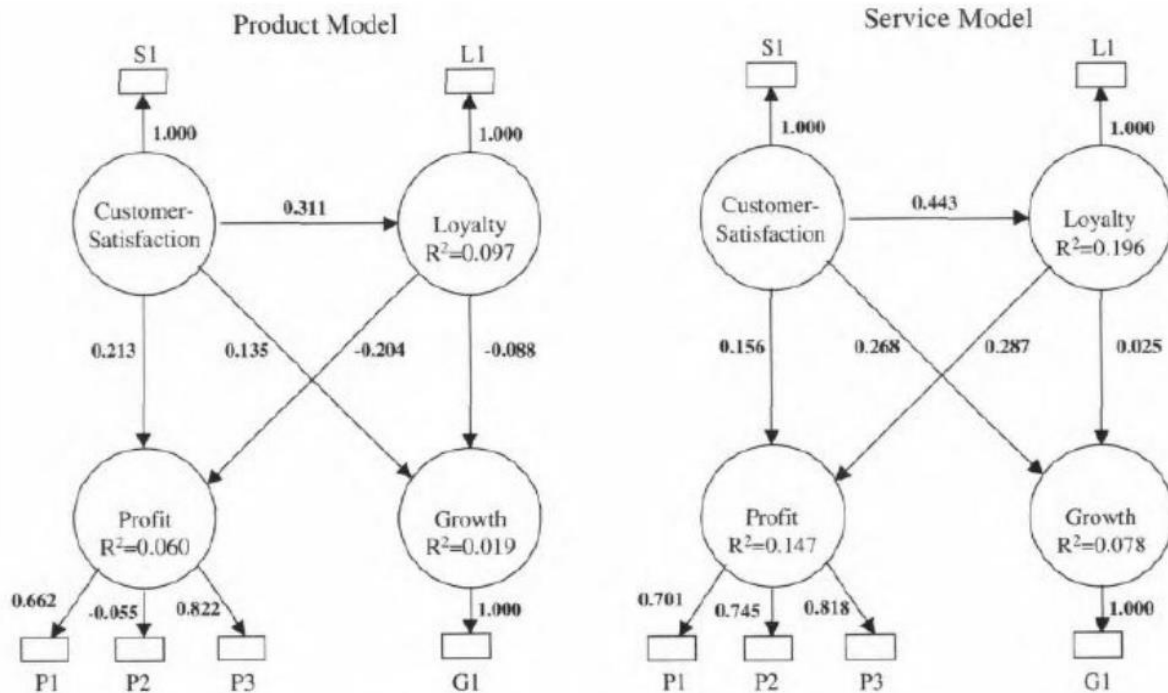 Product Model
S1
L1
1.000
1.000
Customer-
Satisfaction
0.311
Loyalty
R²=0.097
0.213
0.135
-0.204
-0.088
Profit
R²=0.060
Growth
R²=0.019
0.662
-0.055
0.822
1.000
P1
P2
P3
G1
Service Model
S1
L1
1.000
1.000
Customer-
Satisfaction
0.443
Loyalty
R²=0.196
0.156
0.268
0.287
0.025
Profit
R²=0.147
Growth
R²=0.078
0.701
0.745
0.818
1.000
P1
P2
P3
G1